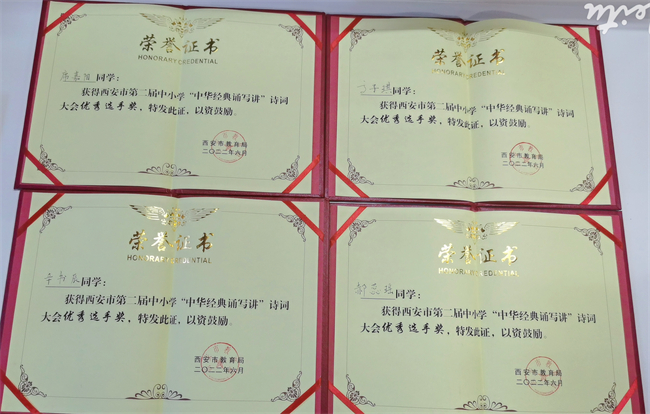 荣誉证书
HONORARY CREDENTIAL
同学：
获得西安市第二届中小学“中华经典诵写讲”诗词
大会优秀选手奖，特发此证，以资鼓励。
西安市教育局
二〇二二年六月
荣誉证书
HONORARY CREDENTIAL
丁子琪同学：
获得西安市第二届中小学“中华经典诵写讲”诗词
大会优秀选手奖，特发此证，以资鼓励。
西安市教育局
二〇二二年六月
荣誉证书
HONORARY CREDENTIAL
同学：
获得西安市第二届中小学“中华经典诵写讲”诗词
大会优秀选手奖，特发此证，以资鼓励。
西安市教育局
二〇二二年六月
荣誉证书
HONORARY CREDENTIAL
同学：
获得西安市第二届中小学“中华经典诵写讲”诗词
大会优秀选手奖，特发此证，以资鼓励。
西安市教育局
二〇二二年六月